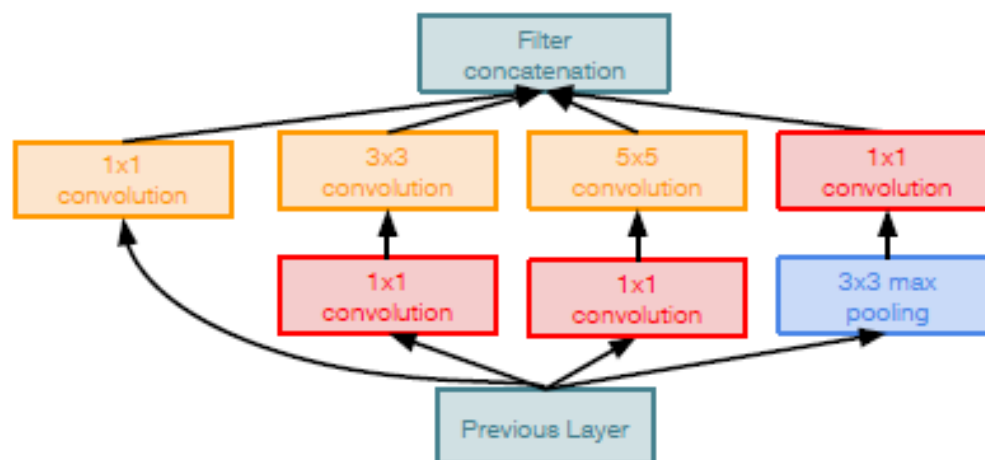 Filter
concatenation
1x1
convolution
3x3
convolution
5x5
convolution
1x1
convolution
1x1
convolution
1x1
convolution
3x3 max
pooling
Previous Layer